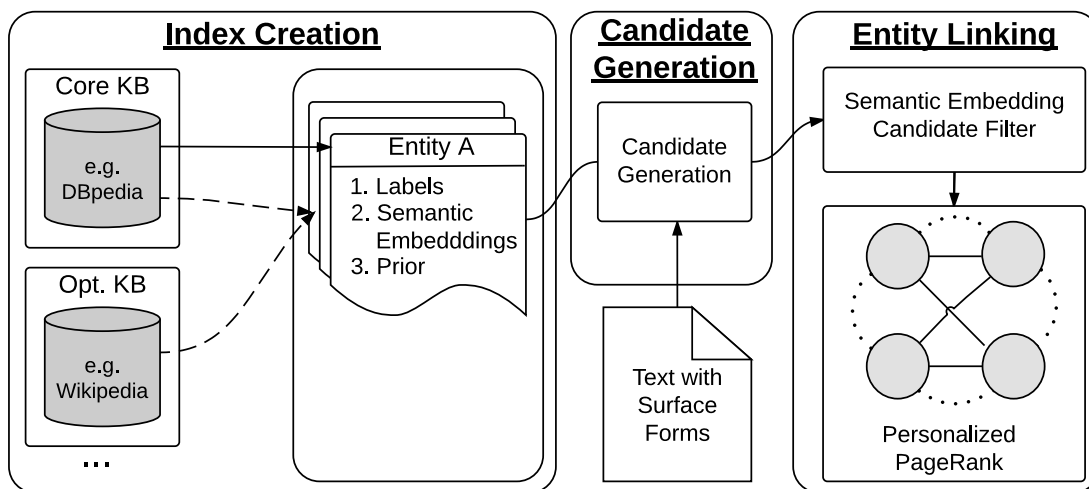 Index Creation
Core KB
e.g.
DBpedia
Opt. KB
e.g.
Wikipedia
...
Entity A
1. Labels
2. Semantic
Embedddings
3. Prior
Candidate
Generation
Candidate
Generation
Text with
Surface
Forms
Entity Linking
Semantic Embedding
Candidate Filter
Personalized
PageRank